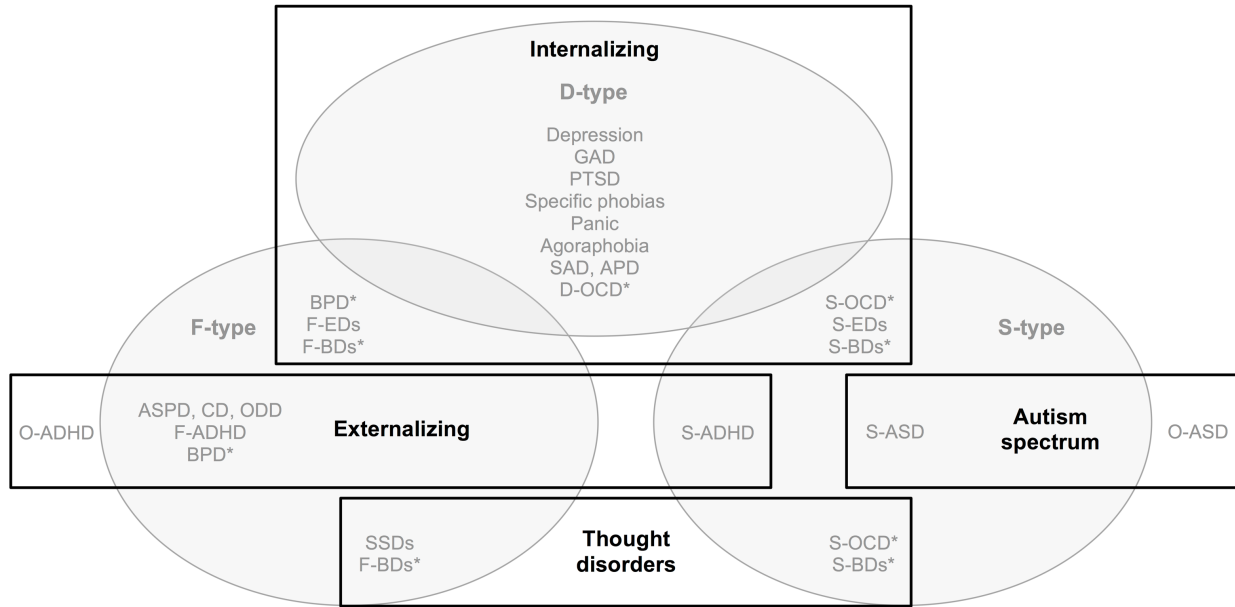 Internalizing
D-type
Depression
GAD
PTSD
Specific phobias
Panic
Agoraphobia
SAD, APD
D-OCD*
F-type
BPD*
F-EDs
F-BDs*
S-OCD*
S-EDs
S-BDs*
S-type
O-ADHD
ASPD, CD, ODD
F-ADHD
BPD*
Externalizing
S-ADHD
S-ASD
Autism
spectrum
O-ASD
SSDs
F-BDs*
Thought
disorders
S-OCD*
S-BDs*